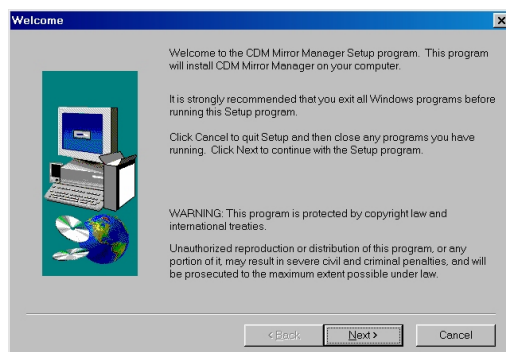 Welcome
Welcome to the CDM Mirror Manager Setup program. This program
will install CDM Mirror Manager on your computer.
It is strongly recommended that you exit all Windows programs before
running this Setup program.
Click Cancel to quit Setup and then close any programs you have
running. Click Next to continue with the Setup program.
WARNING: This program is protected by copyright law and
international treaties.
Unauthorized reproduction or distribution of this program, or any
portion of it, may result in severe civil and criminal penalties, and will
be prosecuted to the maximum extent possible under law.
< Back
Next >
Cancel